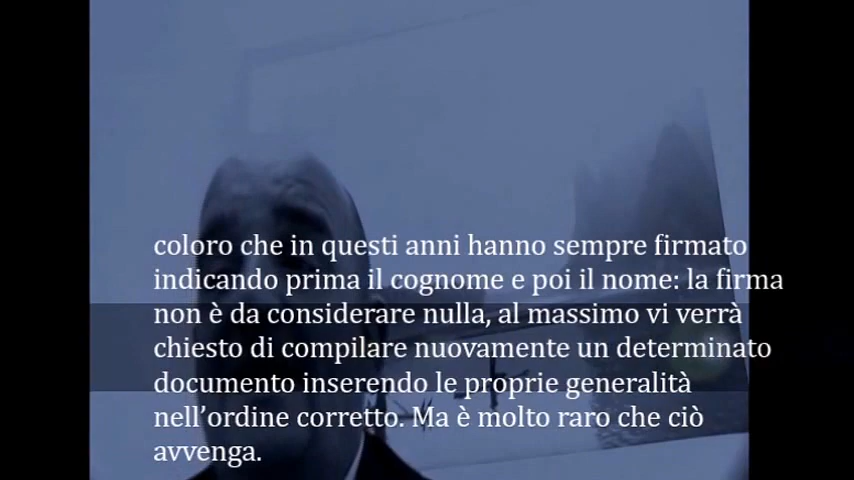 coloro che in questi anni hanno sempre firmato
indicando prima il cognome e poi il nome: la firma
non è da considerare nulla, al massimo vi verrà
chiesto di compilare nuovamente un determinato
documento inserendo le proprie generalità
nell’ordine corretto. Ma è molto raro che ciò
avvenga.